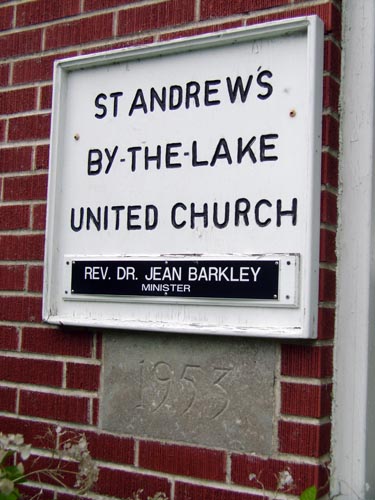 ST ANDREW'S
BY-THE-LAKE
UNITED CHURCH
REV. DR. JEAN BARKLEY
MINISTER
1953